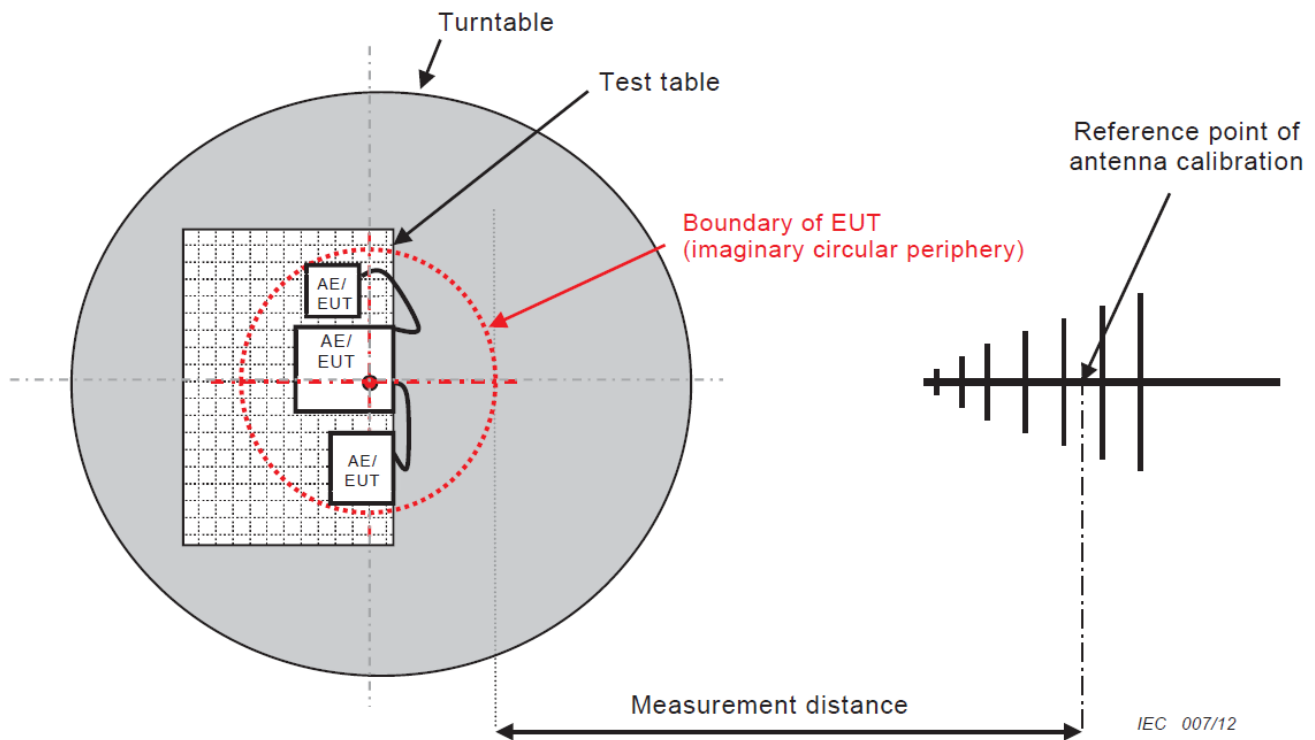 Turntable
Test table
Reference point of
antenna calibration
Boundary of EUT
(imaginary circular periphery)
AE/
EUT
AE/
EUT
AE/
EUT
Measurement distance
IEC 007/12